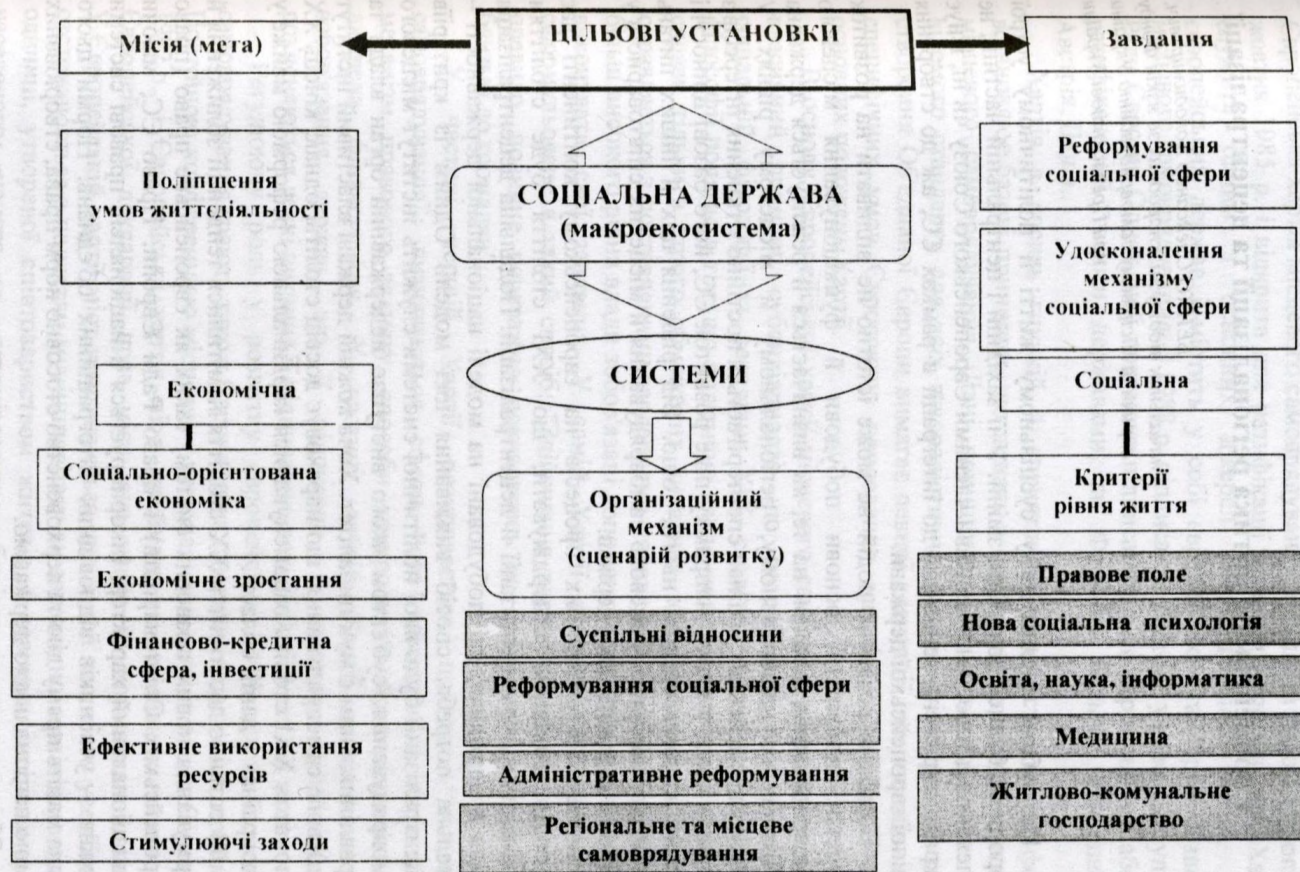 Місія (мета)
ЦІЛЬОВІ УСТАНОВКИ
Завдання
Поліпшення
умов життєдіяльності
СОЦІАЛЬНА ДЕРЖАВА
(макроекосистема)
Реформування
соціальної сфери
Удосконалення
механізму
соціальної сфери
Економічна
СИСТЕМИ
Соціальна
Соціально-орієнтована
економіка
Організаційний
механізм
(сценарій розвитку)
Критерії
рівня життя
Економічне зростання
Фінансово-кредитна
сфера, інвестиції
Ефективне використання
ресурсів
Стимулюючі заходи
Суспільні відносини
Реформування соціальної сфери
Адміністративне реформування
Регіональне та місцеве
самоврядування
Правове поле
Нова соціальна психологія
Освіта, наука, інформатика
Медицина
Житлово-комунальне
господарство